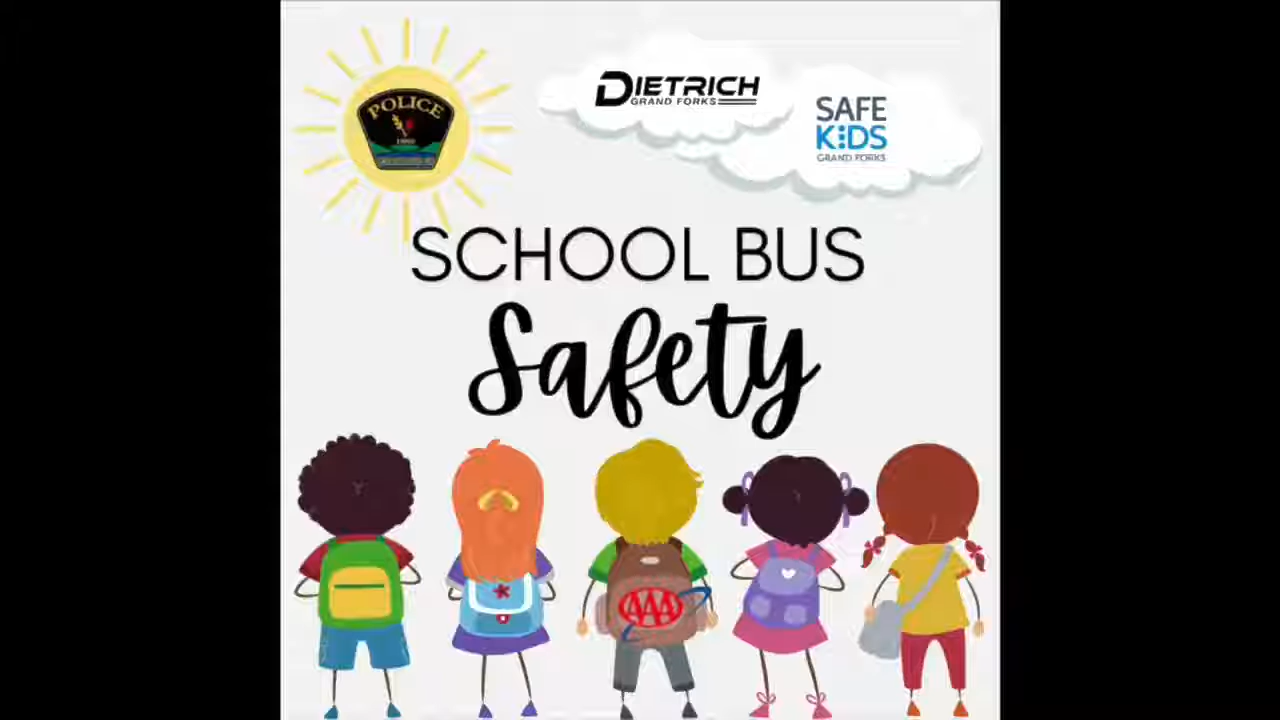 POLICE
DIETRICH
GRAND FORKS
SAFE
KIDS
GRAND FORKS
SCHOOL BUS
Safety
AAA